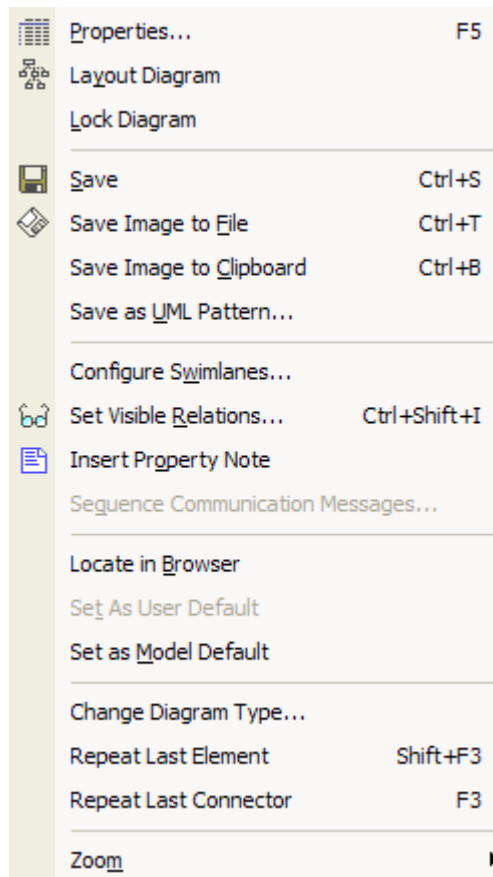 Properties... F5
Layout Diagram
Lock Diagram
Save Ctrl+S
Save Image to File Ctrl+T
Save Image to Clipboard Ctrl+B
Save as UML Pattern...
Configure Swimlanes...
Set Visible Relations... Ctrl+Shift+I
Insert Property Note
Sequence Communication Messages...
Locate in Browser
Set As User Default
Set as Model Default
Change Diagram Type...
Repeat Last Element Shift+F3
Repeat Last Connector F3
Zoom